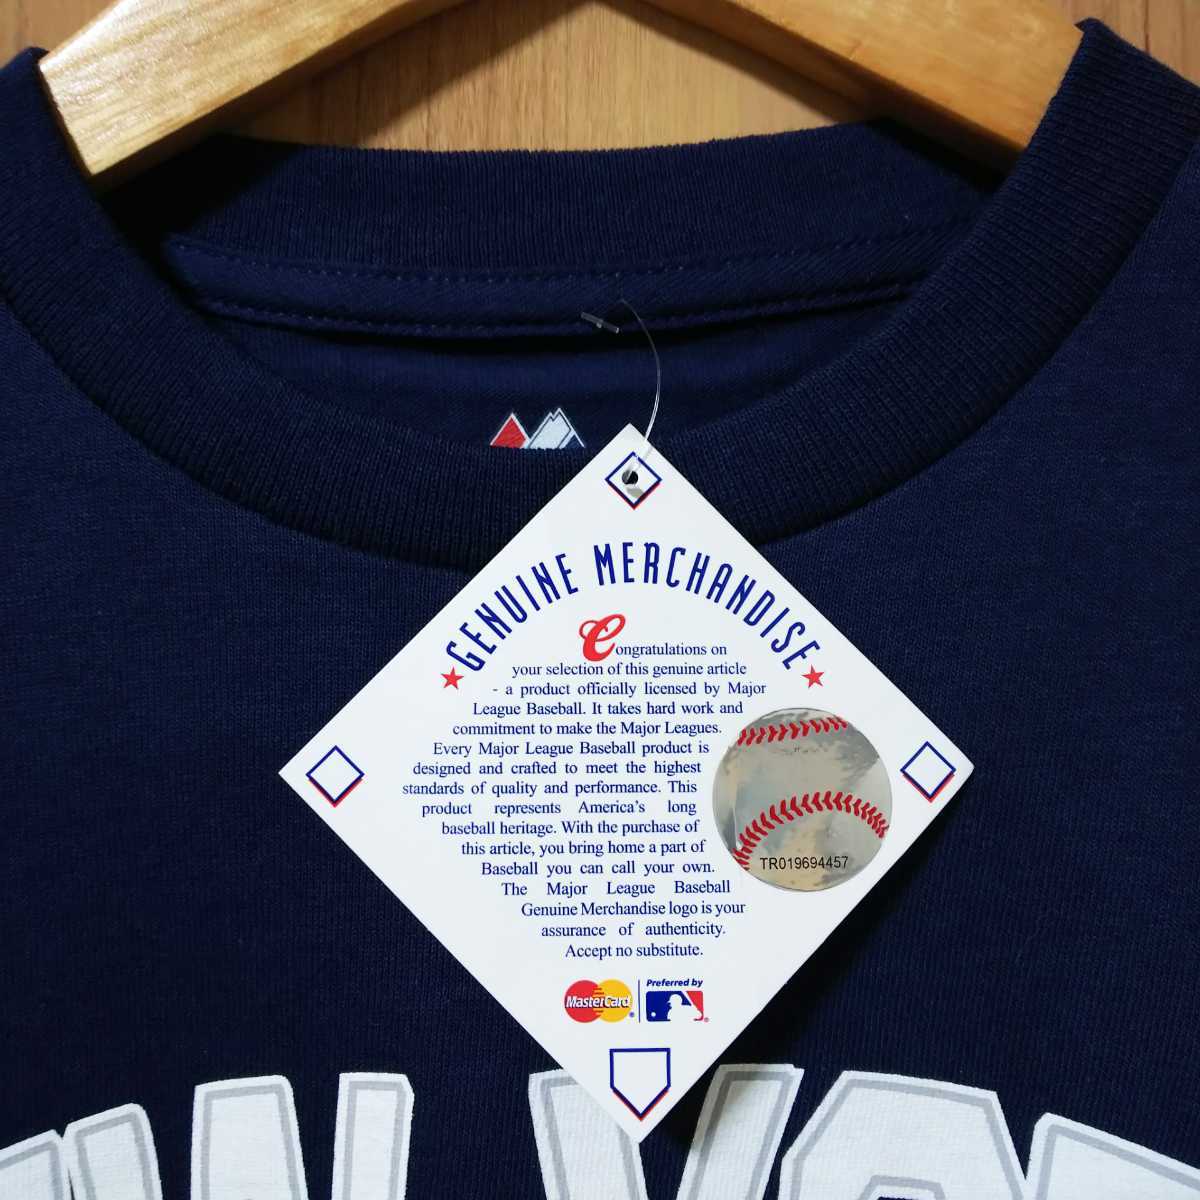 GENUINE MERCHANDISE
Congratulations on
your selection of this genuine article
- a product officially licensed by Major
League Baseball. It takes hard work and
commitment to make the Major Leagues.
Every Major League Baseball product is
designed and crafted to meet the highest
standards of quality and performance. This
product represents America's long
baseball heritage. With the purchase of
this article, you bring home a part of
Baseball you can call your own.
The Major League Baseball
Genuine Merchandise logo is your
assurance of authenticity.
Accept no substitute.
TR019694457
MasterCard®
Preferred by